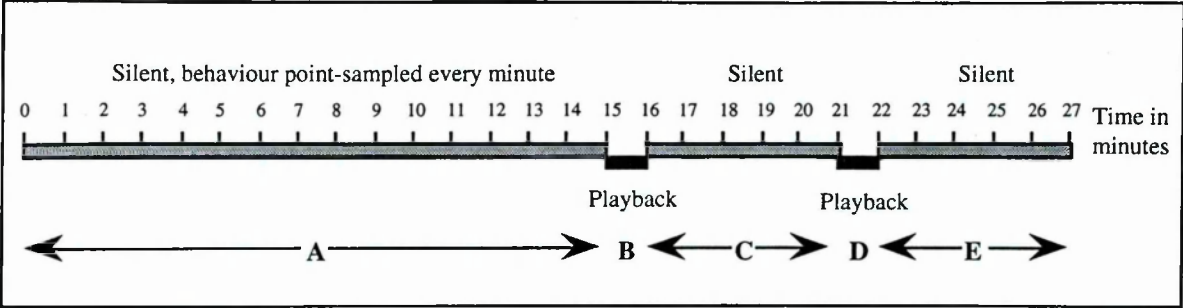 Silent, behaviour point-sampled every minute Silent Silent
0 1 2 3 4 5 6 7 8 9 10 11 12 13 14 15 16 17 18 19 20 21 22 23 24 25 26 27 Time in
minutes
Playback Playback
A B C D E